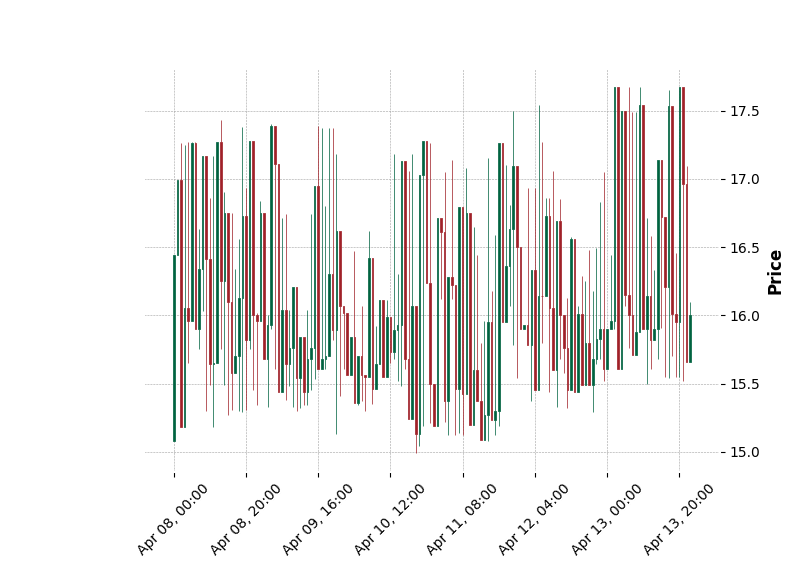 17.5
17.0
16.5
16.0
15.5
15.0
Price
Apr 08, 00:00
Apr 08, 20:00
Apr 09, 16:00
Apr 10, 12:00
Apr 11, 08:00
Apr 12, 04:00
Apr 13, 00:00
Apr 13, 20:00